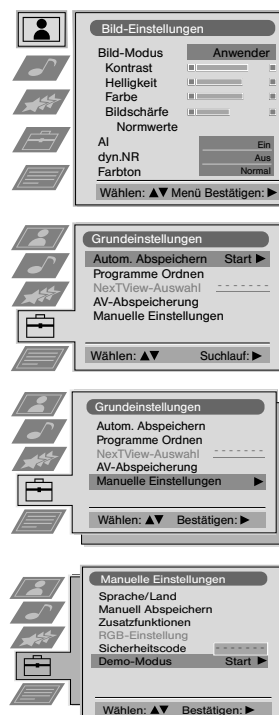 Bild-Einstellungen
Bild-Modus Anwender
Kontrast
Helligkeit
Farbe
Bildschärfe
Normwerte
AI Ein
dyn.NR Aus
Farbton Normal
Wählen: ▲▼ Menü Bestätigen: ▶
Grundeinstellungen
Autom. Abspeichern Start ▶
Programme Ordnen
NexTView-Auswahl - - - - - -
AV-Abspeicherung
Manuelle Einstellungen
Wählen: ▲▼ Suchlauf: ▶
Grundeinstellungen
Autom. Abspeichern
Programme Ordnen
NexTView-Auswahl - - - - - -
AV-Abspeicherung
Manuelle Einstellungen ▶
Wählen: ▲▼ Bestätigen: ▶
Manuelle Einstellungen
Sprache/Land
Manuell Abspeichern
Zusatzfunktionen
RGB-Einstellung
Sicherheitscode - - - - - - -
Demo-Modus Start ▶
Wählen: ▲▼ Bestätigen: ▶